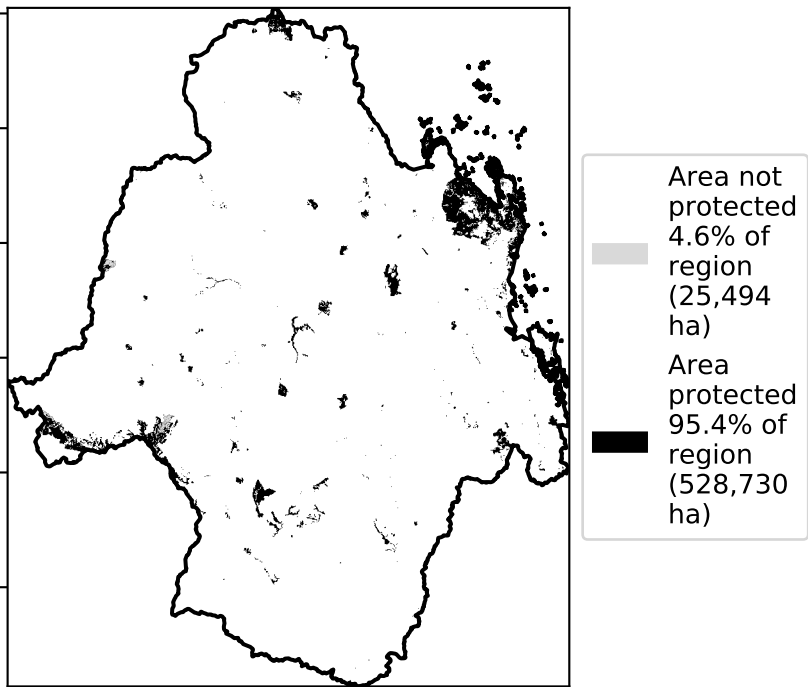 Area not
protected
4.6% of
region
(25,494
ha)
Area
protected
95.4% of
region
(528,730
ha)